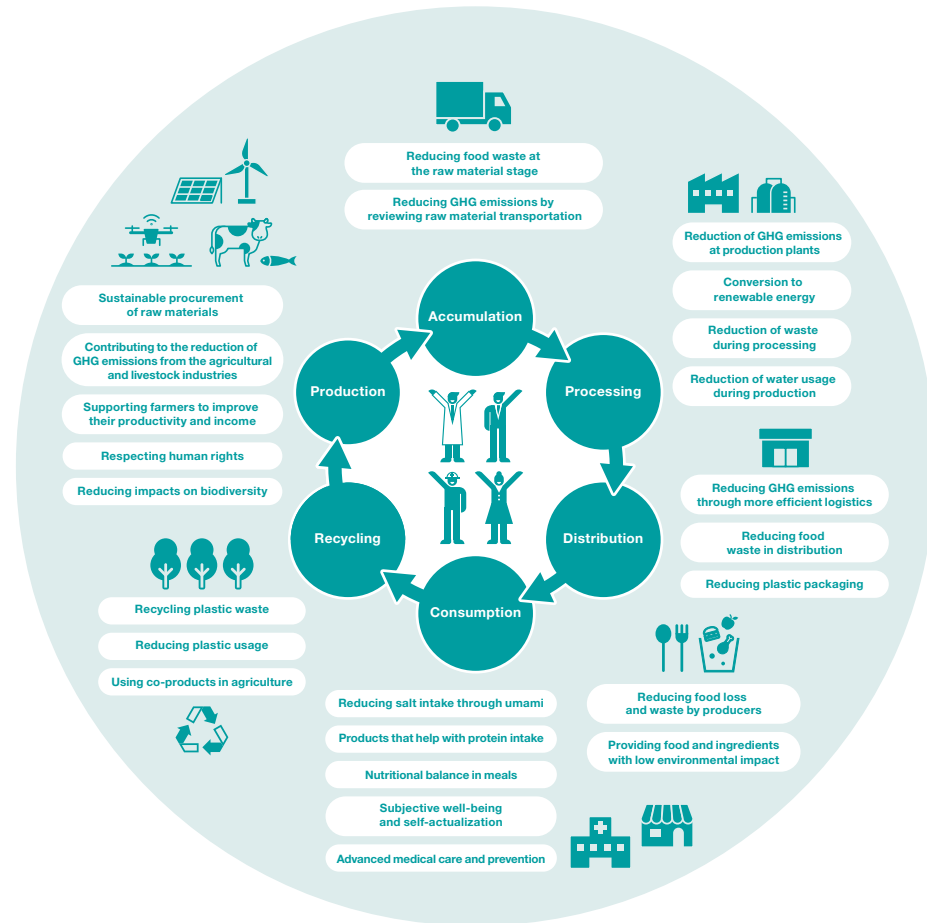 Reducing food waste at
the raw material stage
Reducing GHG emissions by
reviewing raw material transportation
Reduction of GHG emissions
at production plants
Conversion to
renewable energy
Reduction of waste
during processing
Reduction of water usage
during production
Sustainable procurement
of raw materials
Contributing to the reduction of
GHG emissions from the agricultural
and livestock industries
Supporting farmers to improve
their productivity and income
Respecting human rights
Reducing impacts on biodiversity
Accumulation
Production
Processing
Recycling
Distribution
Consumption
Reducing GHG emissions
through more efficient logistics
Reducing food
waste in distribution
Reducing plastic packaging
Recycling plastic waste
Reducing plastic usage
Using co-products in agriculture
Reducing salt intake through umami
Products that help with protein intake
Nutritional balance in meals
Subjective well-being
and self-actualization
Advanced medical care and prevention
Reducing food loss
and waste by producers
Providing food and ingredients
with low environmental impact